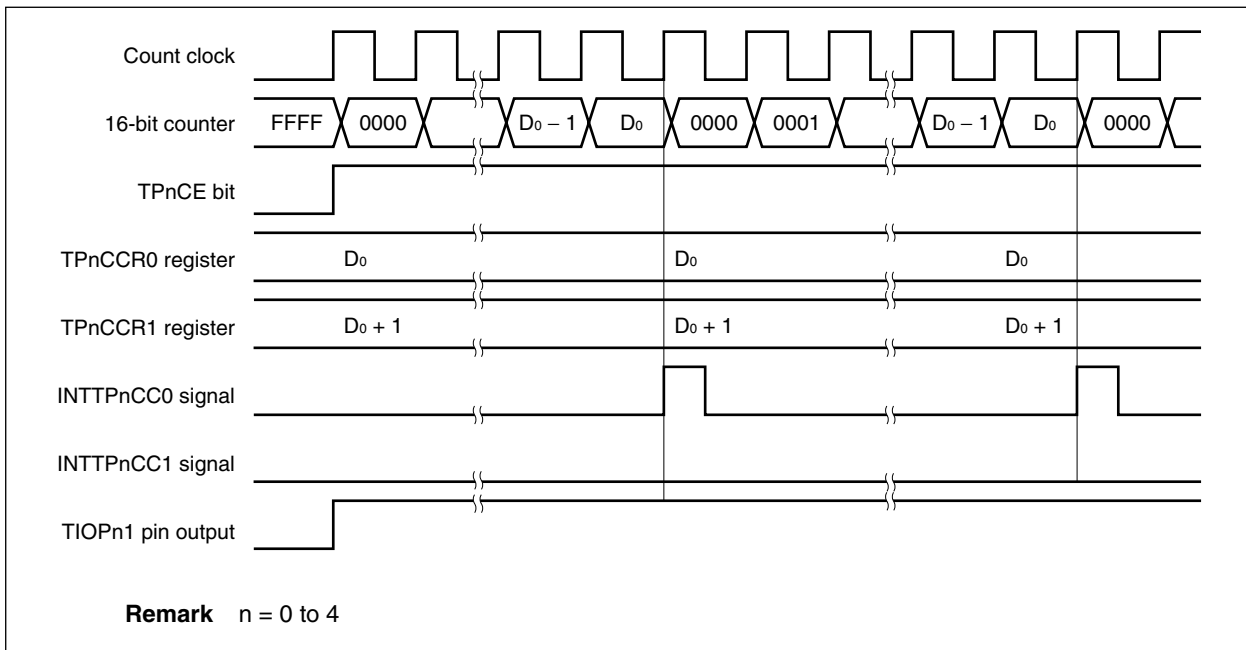 Count clock
16-bit counter FFFF 0000 D0 − 1 D0 0000 0001 D0 − 1 D0 0000
TPnCE bit
TPnCCR0 register D0 D0 D0
TPnCCR1 register D0 + 1 D0 + 1 D0 + 1
INTTPnCC0 signal
INTTPnCC1 signal
TIOPn1 pin output
Remark n = 0 to 4